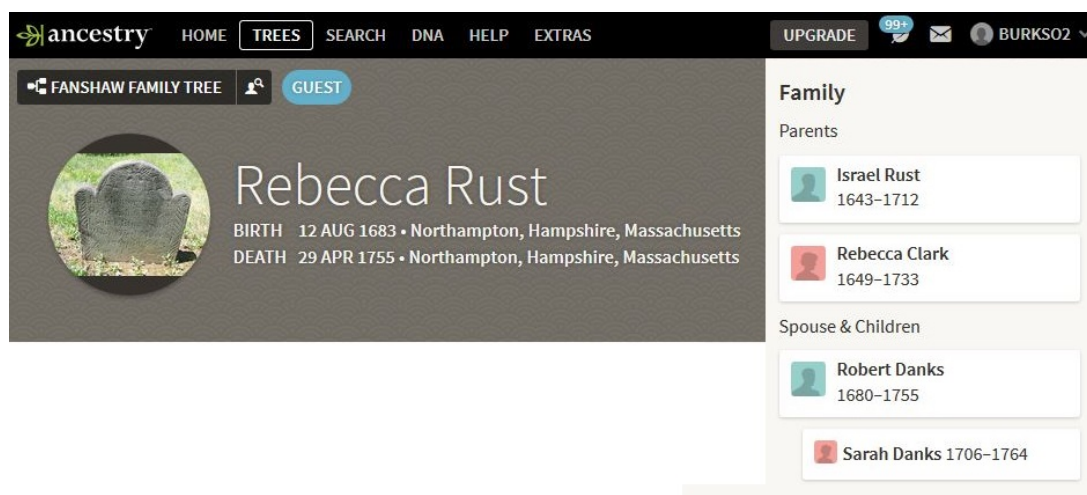 ancestry HOME TREES SEARCH DNA HELP EXTRAS UPGRADE 99+ BURKSO2
FANSHAW FAMILY TREE GUEST
Rebecca Rust
BIRTH 12 AUG 1683 • Northampton, Hampshire, Massachusetts
DEATH 29 APR 1755 • Northampton, Hampshire, Massachusetts
Family
Parents
Israel Rust
1643–1712
Rebecca Clark
1649–1733
Spouse & Children
Robert Danks
1680–1755
Sarah Danks 1706–1764